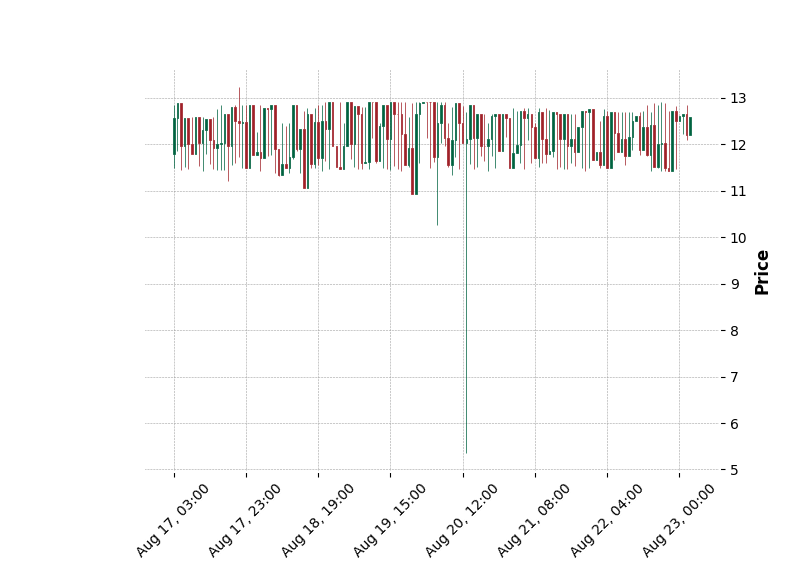 13
12
11
10
9
8
7
6
5
Price
Aug 17, 03:00
Aug 17, 23:00
Aug 18, 19:00
Aug 19, 15:00
Aug 20, 12:00
Aug 21, 08:00
Aug 22, 04:00
Aug 23, 00:00